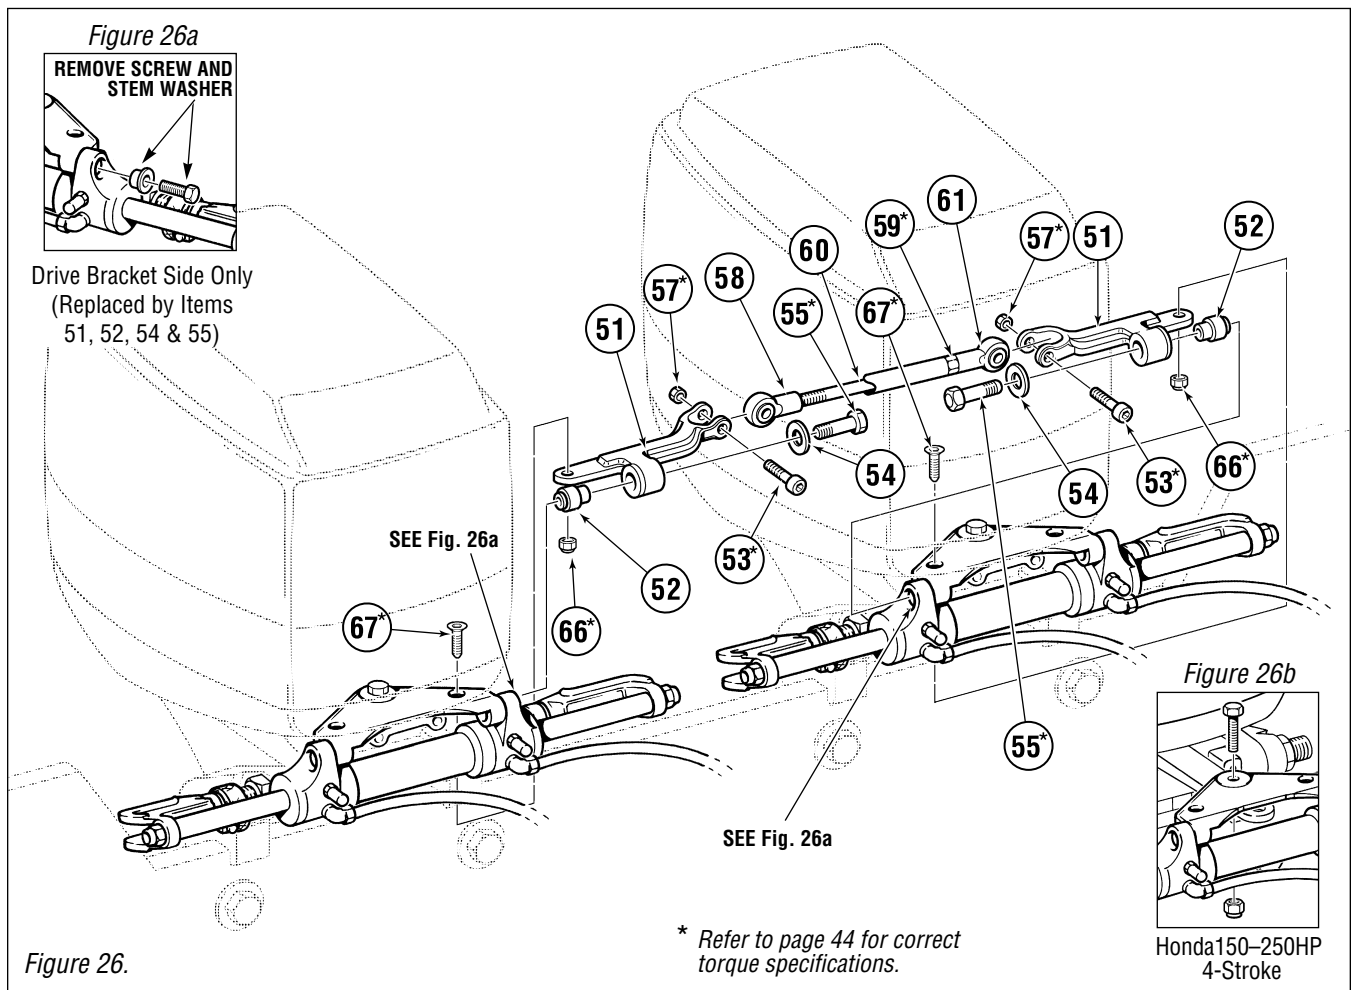 Figure 26a
REMOVE SCREW AND
STEM WASHER
Drive Bracket Side Only
(Replaced by Items
51, 52, 54 & 55)
61
59*
57*
51
52
60
58
67*
57*
55*
51
54
53*
54
53*
66*
SEE Fig. 26a
52
67*
66*
55*
Figure 26b
SEE Fig. 26a
* Refer to page 44 for correct
torque specifications.
Honda150–250HP
4-Stroke
Figure 26.